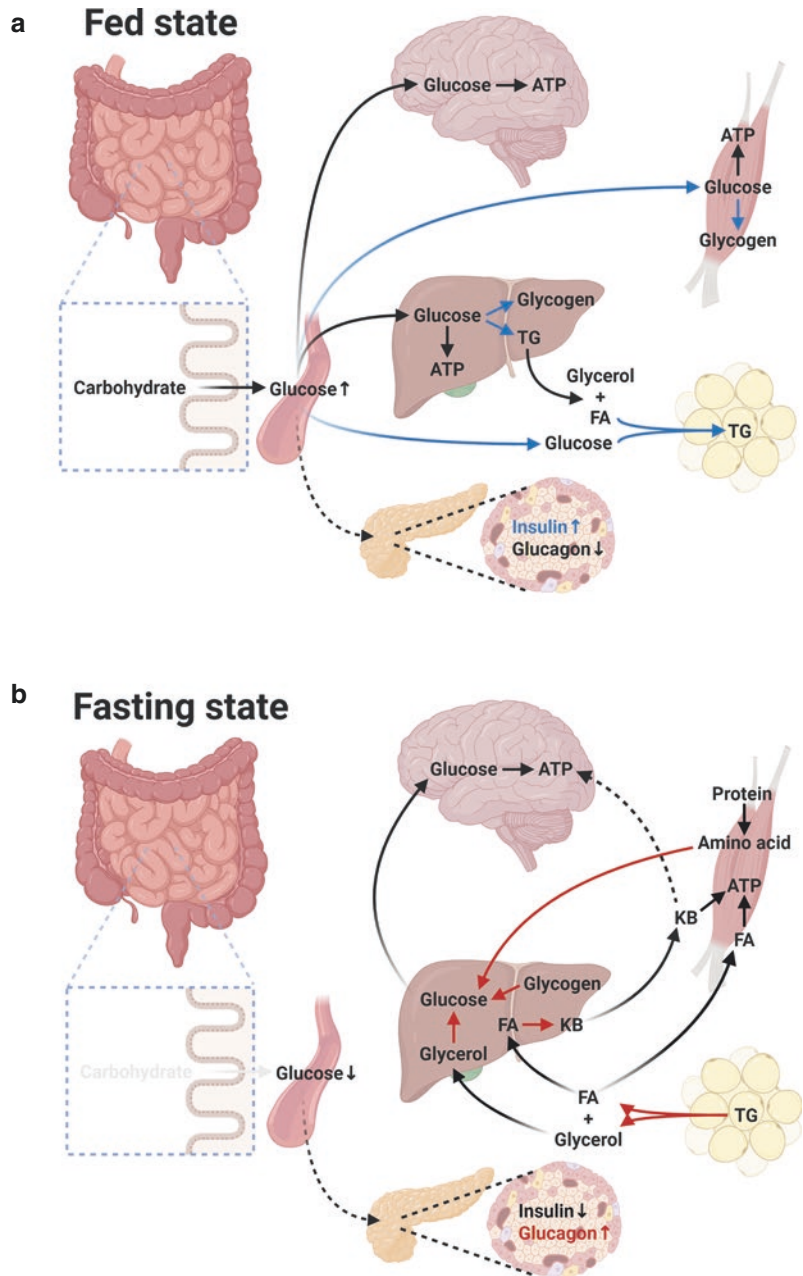 a
Fed state
Glucose → ATP
ATP
Glucose
Glycogen
Glucose
Glycogen
TG
ATP
Carbohydrate
Glucose ↑
Glycerol
+
FA
Glucose
TG
Insulin ↑
Glucagon ↓
b
Fasting state
Glucose → ATP
Protein
Amino acid
ATP
KB
FA
Glucose
Glycogen
FA → KB
Glycerol
Carbohydrate
Glucose ↓
FA
+
Glycerol
TG
Insulin ↓
Glucagon ↑